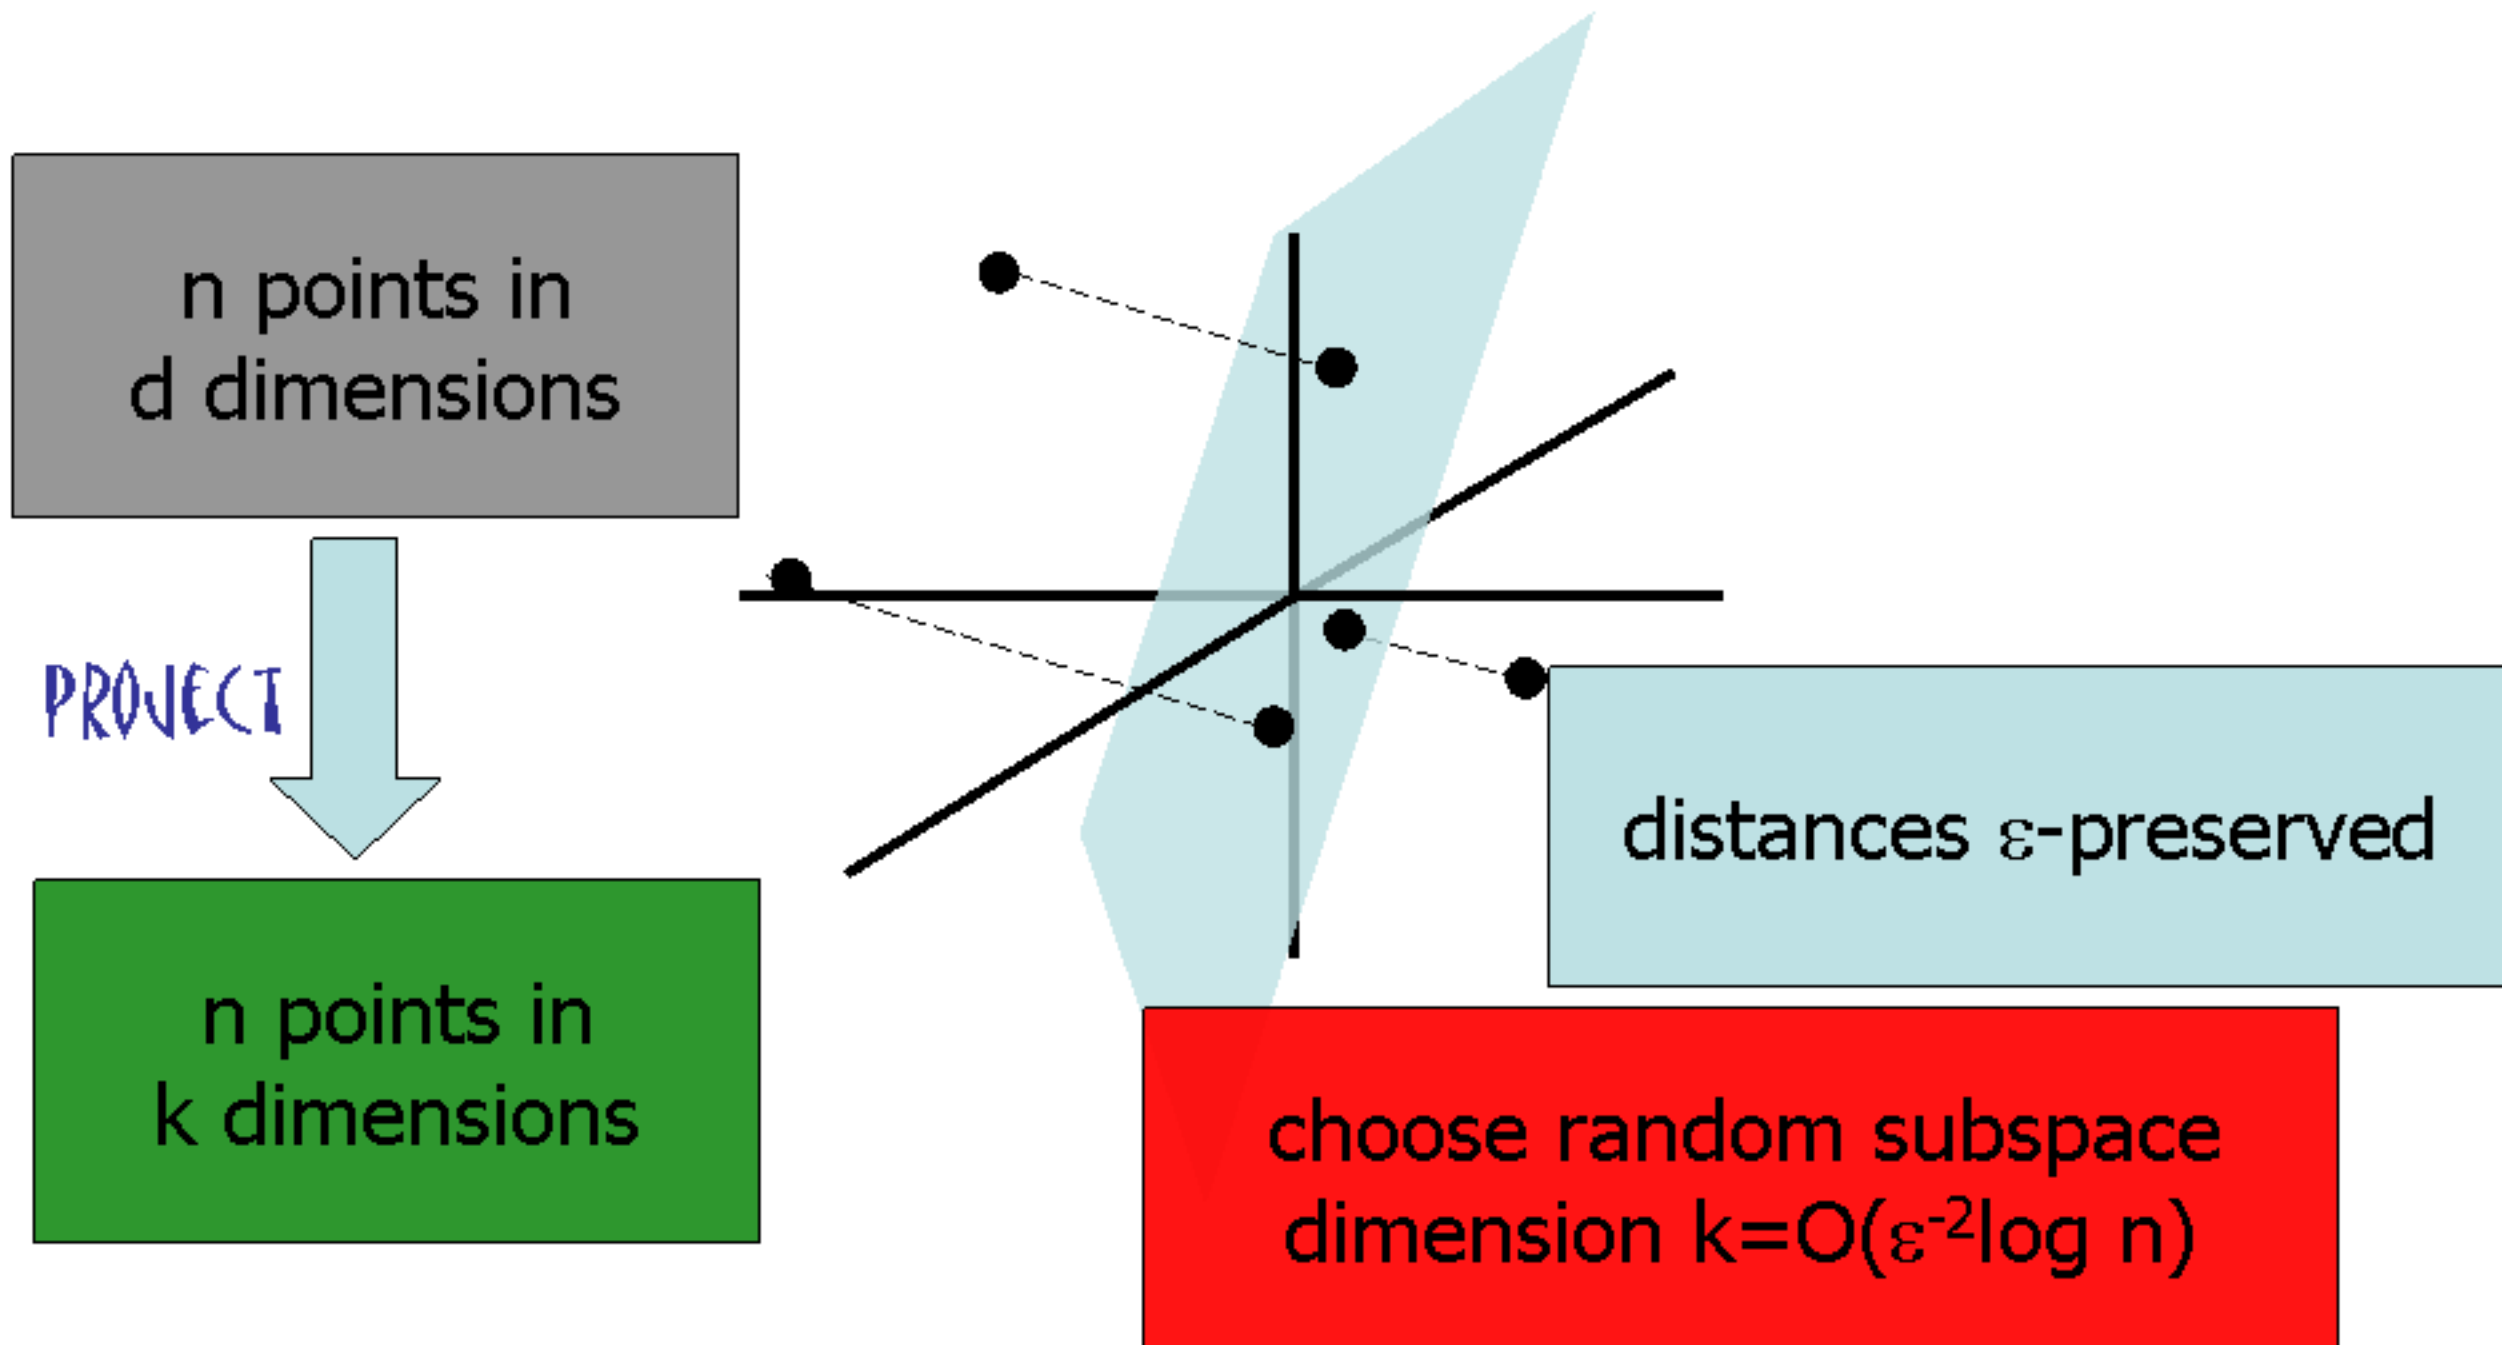 n points in
d dimensions
PROJECT
n points in
k dimensions
distances ε-preserved
choose random subspace
dimension k=O(ε⁻²log n)